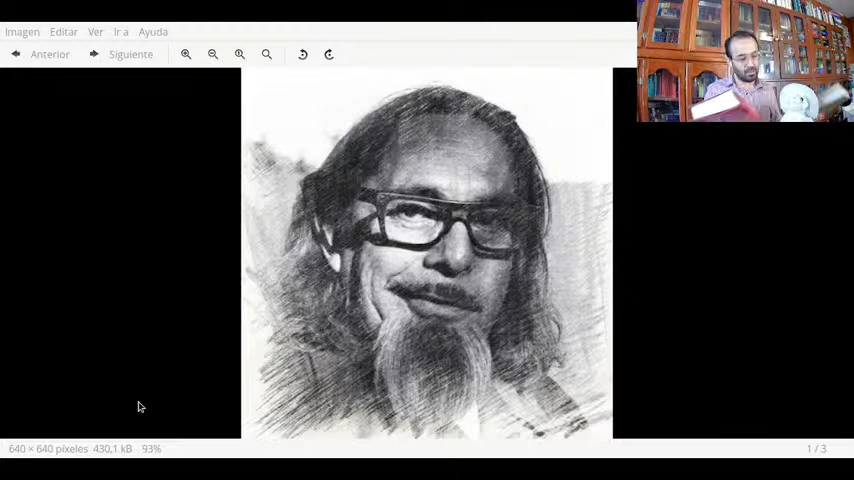 Imagen Editar Ver Ir a Ayuda
Anterior Siguiente
640 × 640 píxeles 430,1 kB 93%
1 / 3